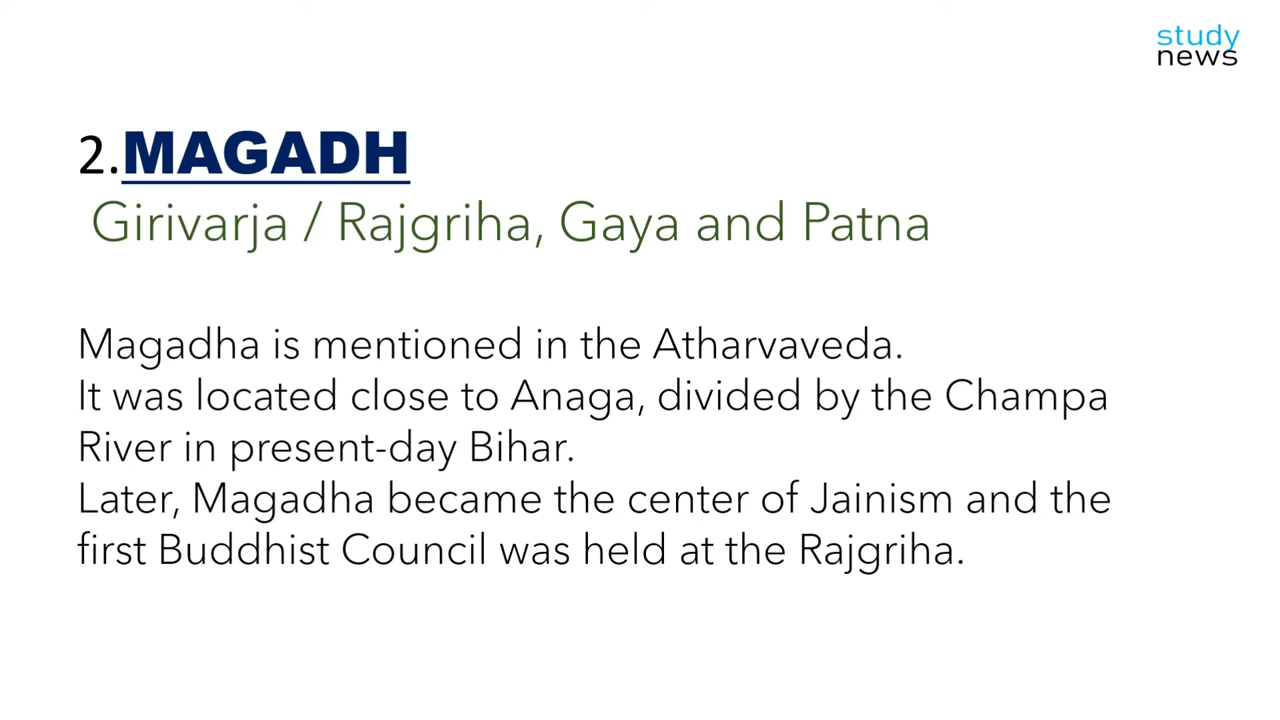 study
news
2.MAGADH
Girivarja / Rajgriha, Gaya and Patna
Magadha is mentioned in the Atharvaveda.
It was located close to Anaga, divided by the Champa
River in present-day Bihar.
Later, Magadha became the center of Jainism and the
first Buddhist Council was held at the Rajgriha.